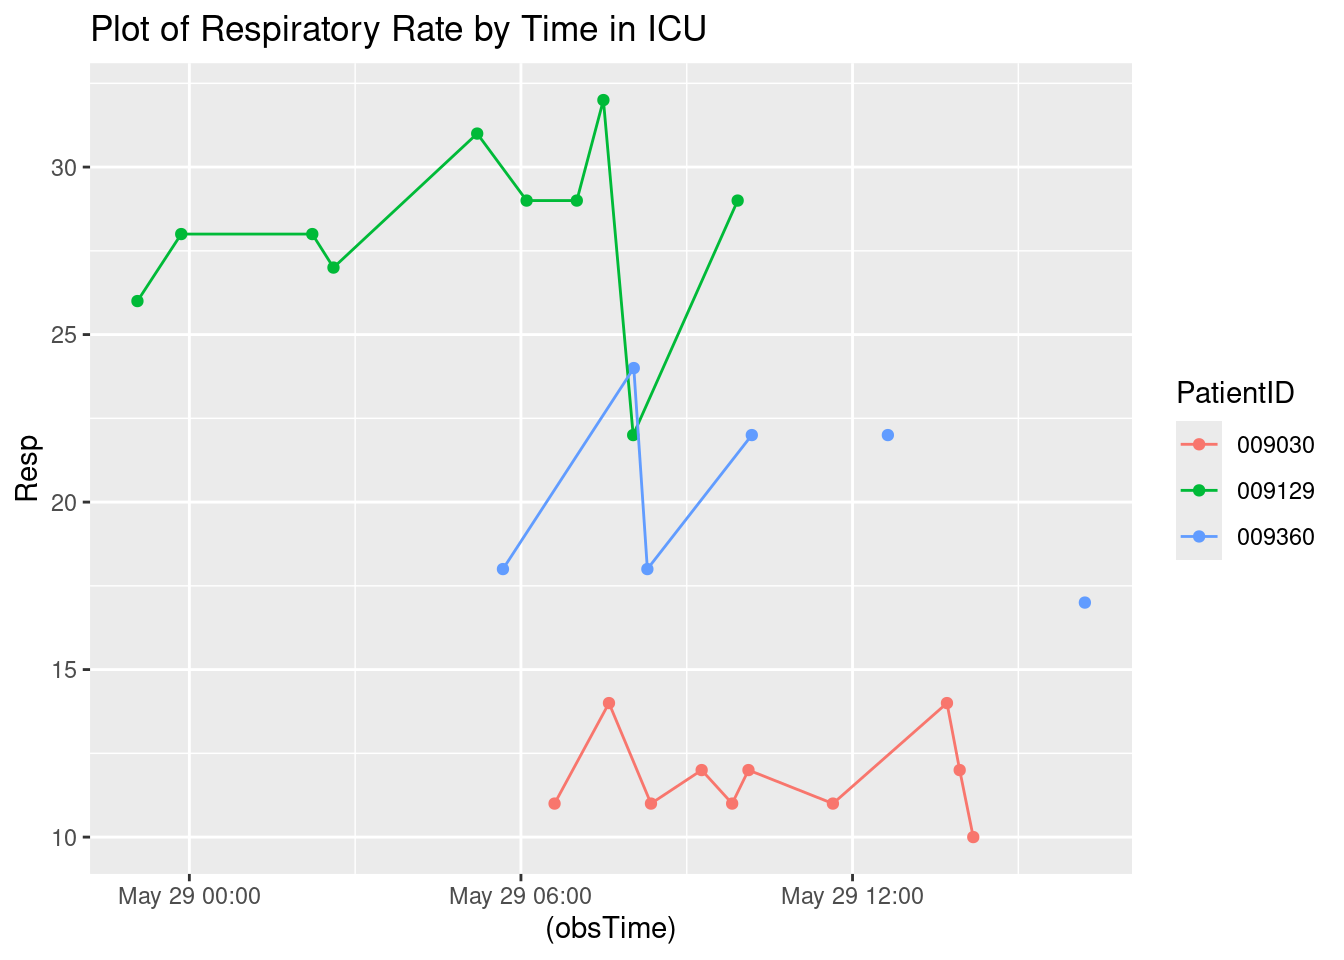 Plot of Respiratory Rate by Time in ICU
30
25
20
15
10
Resp
May 29 00:00
May 29 06:00
May 29 12:00
(obsTime)
PatientID
009030
009129
009360